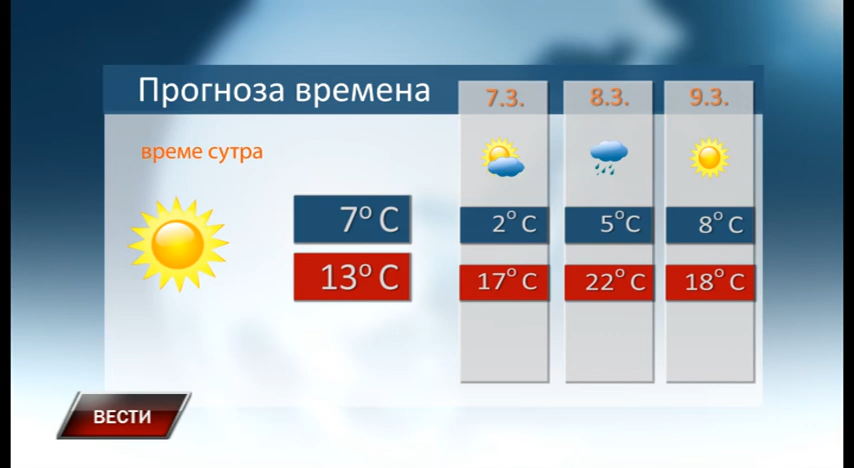 Прогноза времена
време сутра
7° C
13° C
7.3.
2° C
17° C
8.3.
5°C
22° C
9.3.
8° C
18° C
ВЕСТИ